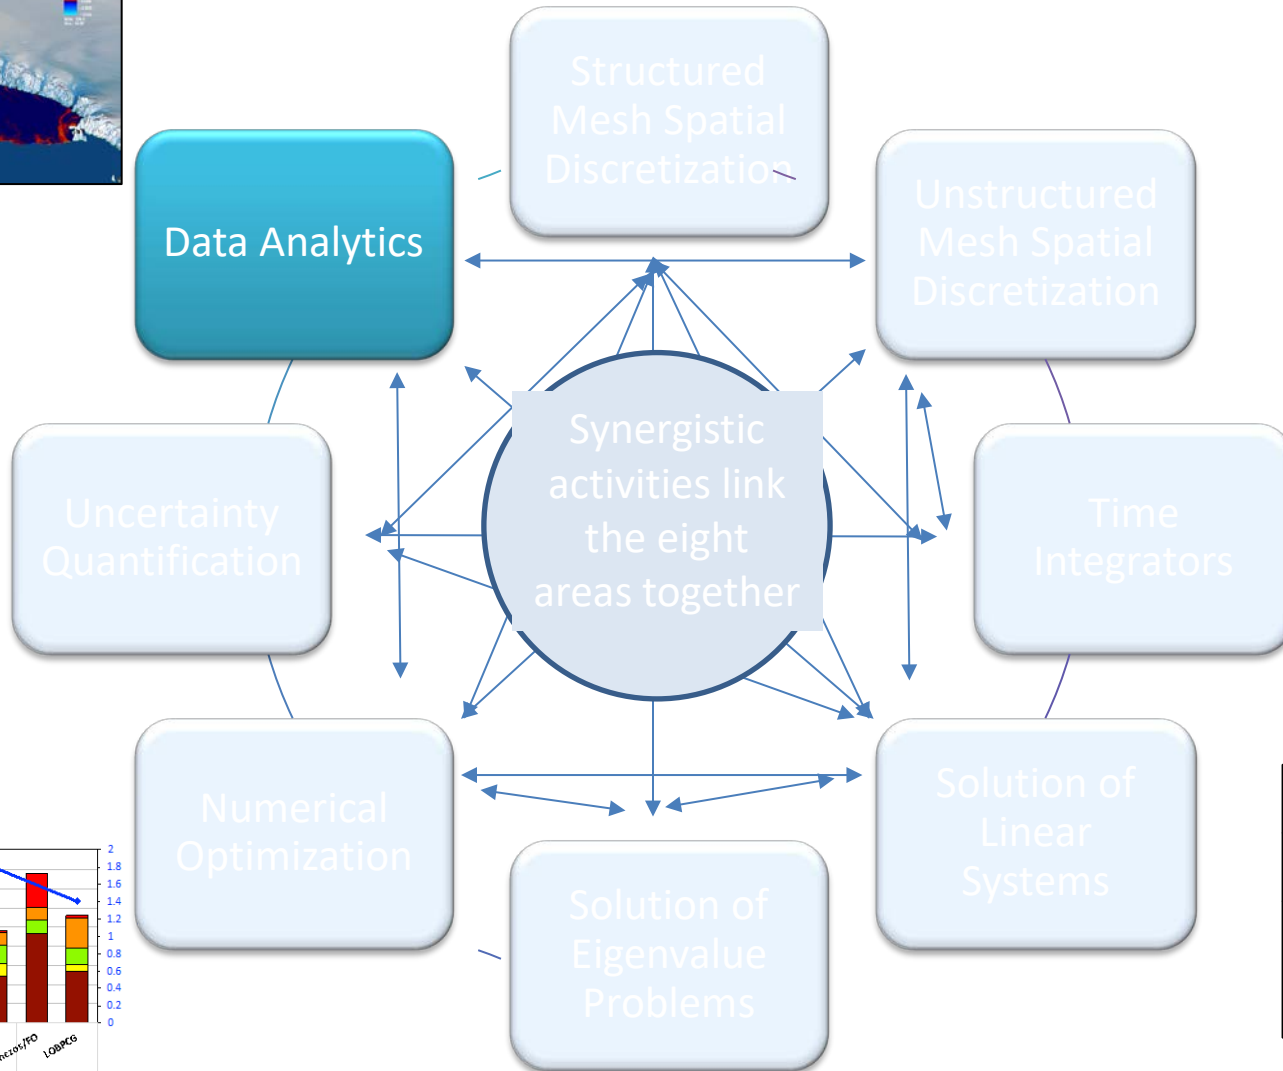 Structured
Mesh Spatial
Discretization
Data Analytics
Unstructured
Mesh Spatial
Discretization
Synergistic
activities link
the eight
areas together
Uncertainty
Quantification
Time
Integrators
Numerical
Optimization
Solution of
Linear
Systems
Solution of
Eigenvalue
Problems
2
1.8
1.6
1.4
1.2
1
0.8
0.6
0.4
0.2
0
LOBPCG